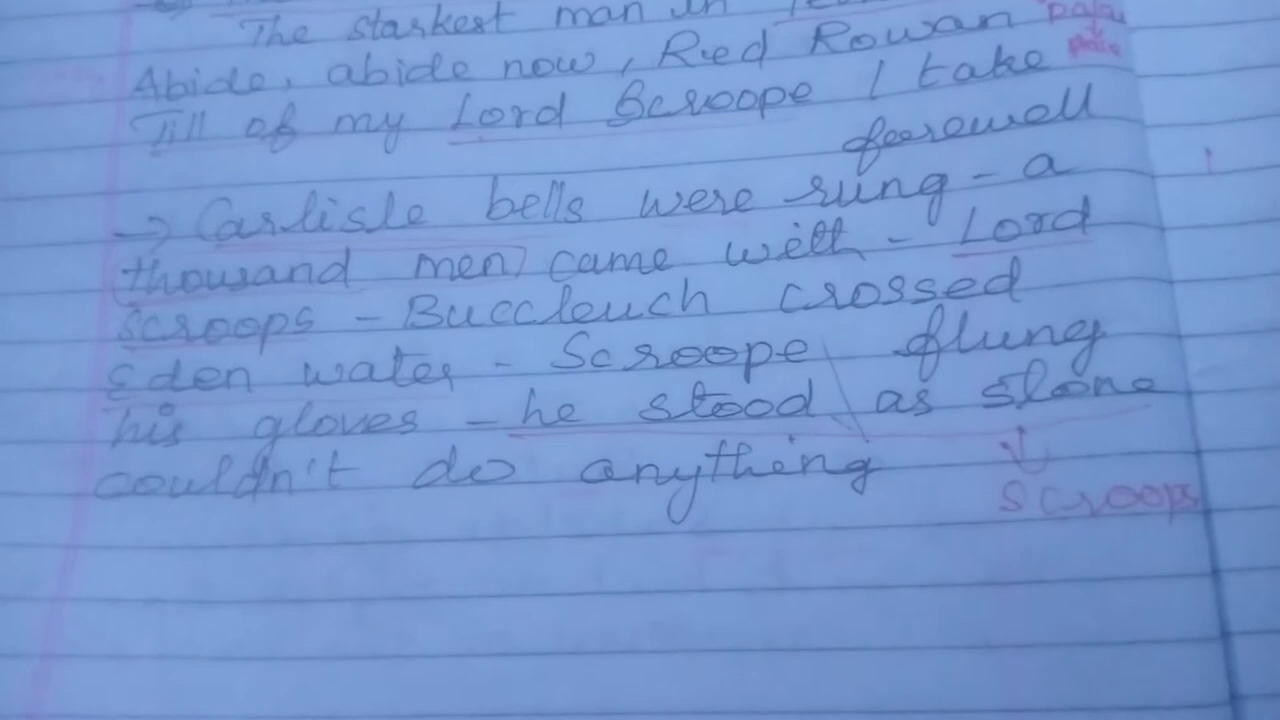 The starkest man in
Abide, abide now, Red Rowan
Till of my Lord Scroope I take
farewell
→ Carlisle bells were rung - a
thousand men came with - Lord
Scroops - Buccleuch crossed
Eden water - Scroope flung
his gloves - he stood as stone
couldn't do anything
↓
Scroops